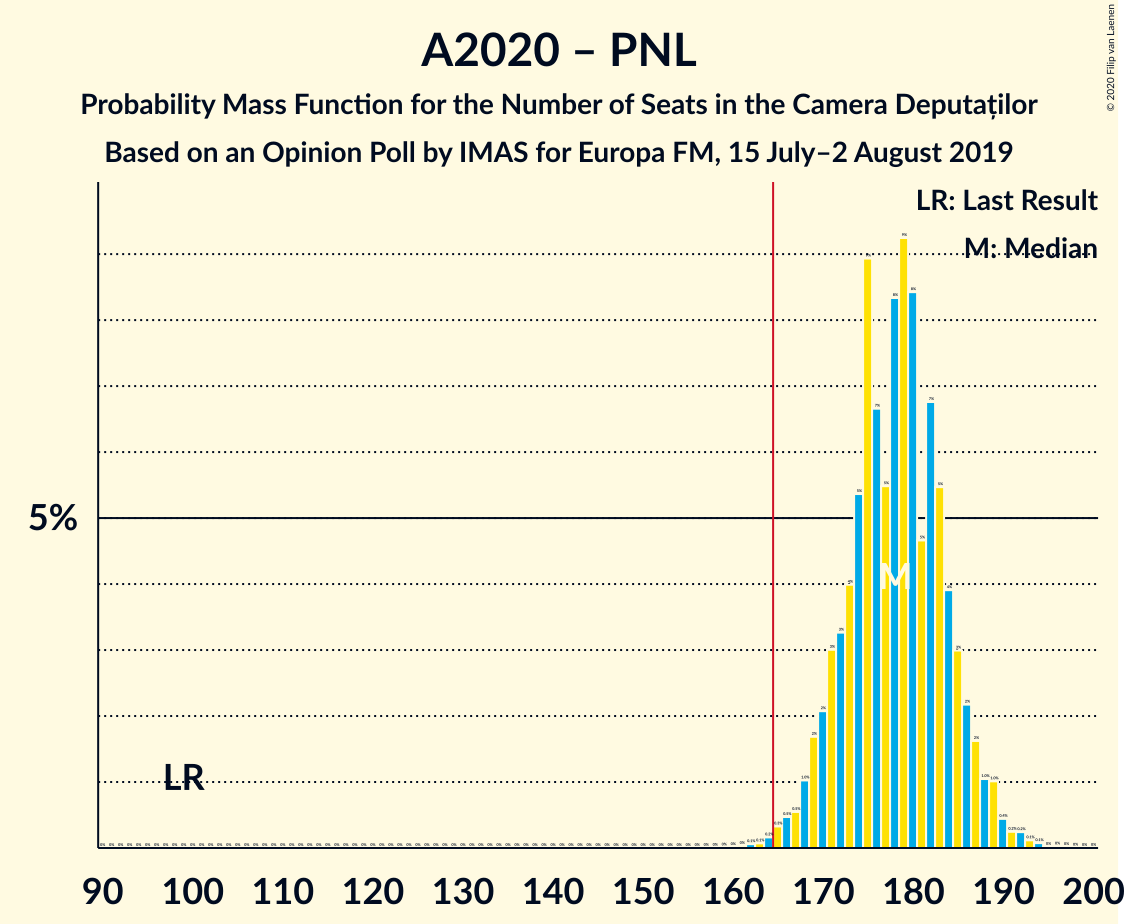 A2020 – PNL
Probability Mass Function for the Number of Seats in the Camera Deputaților
Based on an Opinion Poll by IMAS for Europa FM, 15 July–2 August 2019
© 2020 Filip van Laenen
LR: Last Result
M: Median
5%
M
LR
90 100 110 120 130 140 150 160 170 180 190 200